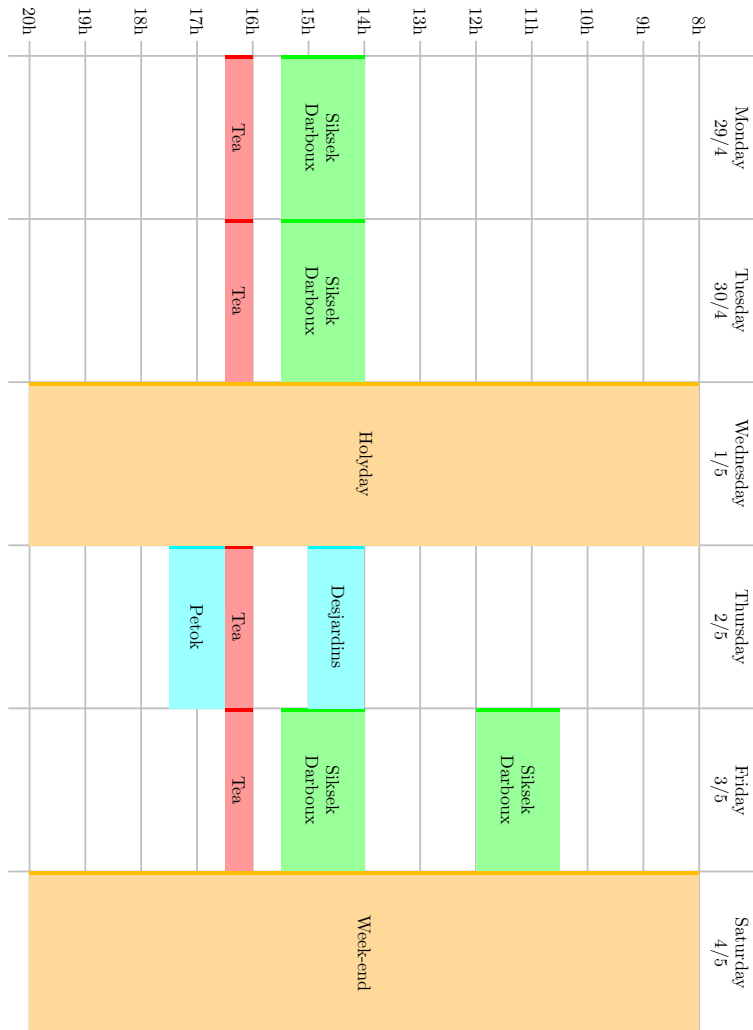 Monday
29/4
Tuesday
30/4
Wednesday
1/5
Thursday
2/5
Friday
3/5
Saturday
4/5
8h
9h
10h
11h
12h
13h
14h
15h
16h
17h
18h
19h
20h
Siksek
Darboux
Tea
Siksek
Darboux
Tea
Holyday
Desjardins
Tea
Petok
Siksek
Darboux
Siksek
Darboux
Tea
Week-end